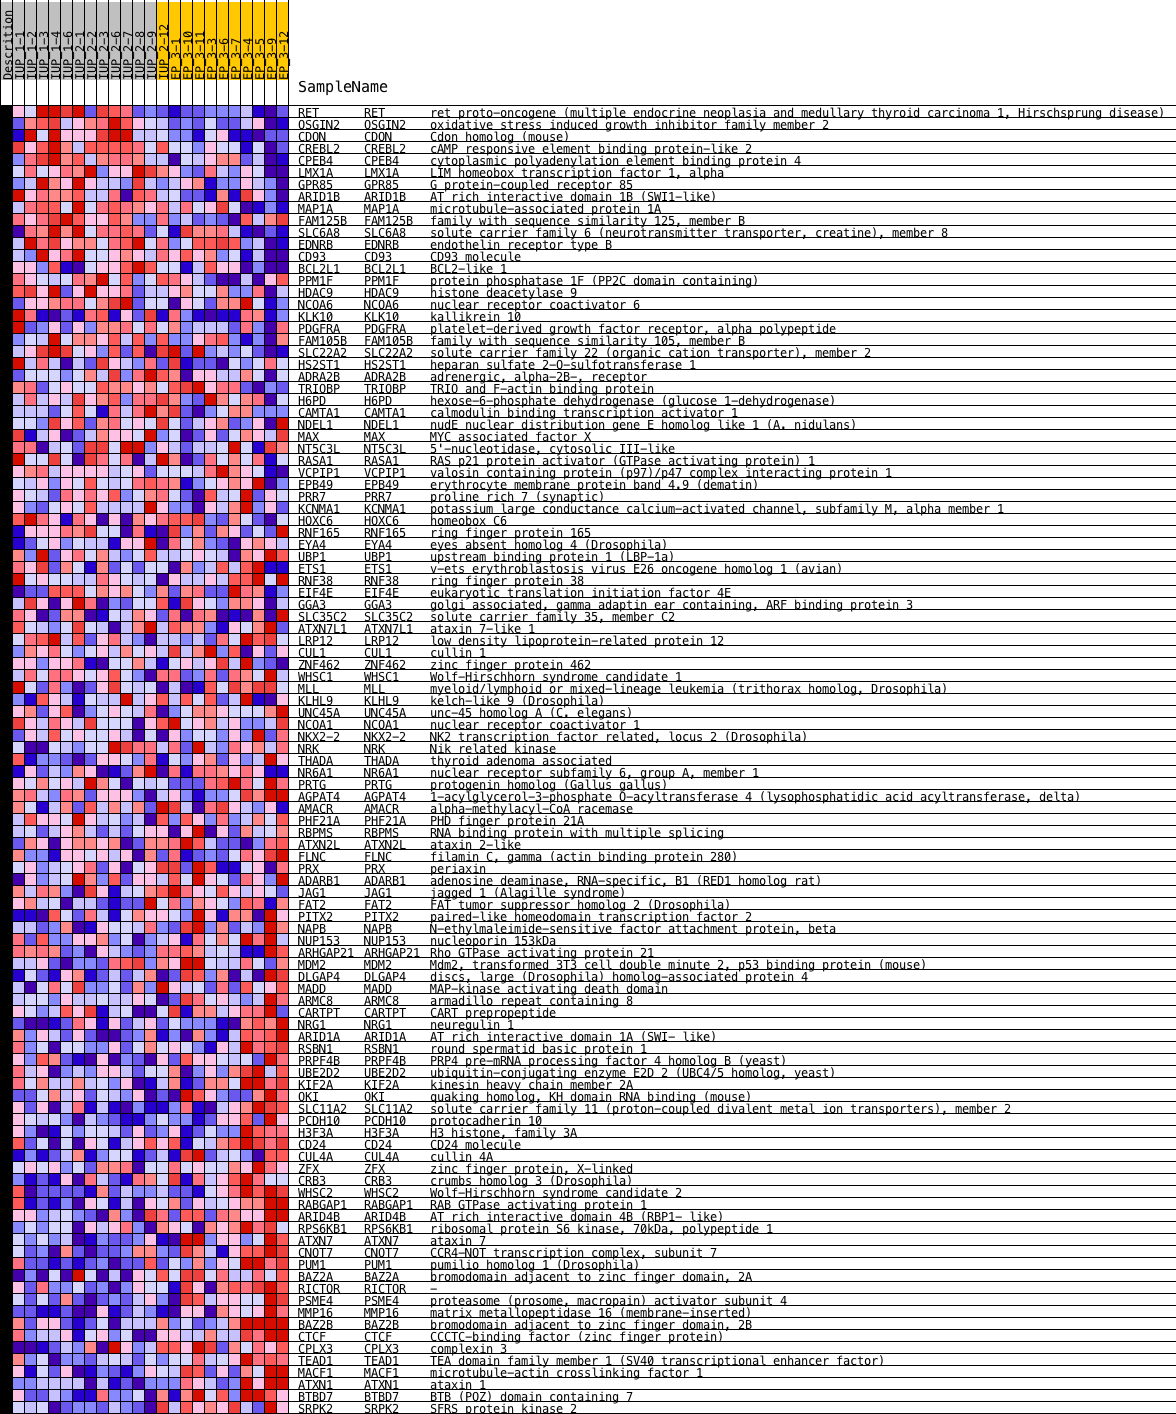 Descrition
IUP_1-1
IUP_1-2
IUP_1-3
IUP_1-4
IUP_1-6
IUP_2-1
IUP_2-2
IUP_2-3
IUP_2-6
IUP_2-7
IUP_2-8
IUP_2-9
IUP_2-12
EP_3-1
EP_3-10
EP_3-11
EP_3-3
EP_3-6
EP_3-7
EP_3-4
EP_3-5
EP_3-9
EP_3-12
SampleName
RET RET ret proto-oncogene (multiple endocrine neoplasia and medullary thyroid carcinoma 1, Hirschsprung disease)
OSGIN2 OSGIN2 oxidative stress induced growth inhibitor family member 2
CDON CDON Cdon homolog (mouse)
CREBL2 CREBL2 cAMP responsive element binding protein-like 2
CPEB4 CPEB4 cytoplasmic polyadenylation element binding protein 4
LMX1A LMX1A LIM homeobox transcription factor 1, alpha
GPR85 GPR85 G protein-coupled receptor 85
ARID1B ARID1B AT rich interactive domain 1B (SWI1-like)
MAP1A MAP1A microtubule-associated protein 1A
FAM125B FAM125B family with sequence similarity 125, member B
SLC6A8 SLC6A8 solute carrier family 6 (neurotransmitter transporter, creatine), member 8
EDNRB EDNRB endothelin receptor type B
CD93 CD93 CD93 molecule
BCL2L1 BCL2L1 BCL2-like 1
PPM1F PPM1F protein phosphatase 1F (PP2C domain containing)
HDAC9 HDAC9 histone deacetylase 9
NCOA6 NCOA6 nuclear receptor coactivator 6
KLK10 KLK10 kallikrein 10
PDGFRA PDGFRA platelet-derived growth factor receptor, alpha polypeptide
FAM105B FAM105B family with sequence similarity 105, member B
SLC22A2 SLC22A2 solute carrier family 22 (organic cation transporter), member 2
HS2ST1 HS2ST1 heparan sulfate 2-O-sulfotransferase 1
ADRA2B ADRA2B adrenergic, alpha-2B-, receptor
TRIOBP TRIOBP TRIO and F-actin binding protein
H6PD H6PD hexose-6-phosphate dehydrogenase (glucose 1-dehydrogenase)
CAMTA1 CAMTA1 calmodulin binding transcription activator 1
NDEL1 NDEL1 nudE nuclear distribution gene E homolog like 1 (A. nidulans)
MAX MAX MYC associated factor X
NT5C3L NT5C3L 5'-nucleotidase, cytosolic III-like
RASA1 RASA1 RAS p21 protein activator (GTPase activating protein) 1
VCPIP1 VCPIP1 valosin containing protein (p97)/p47 complex interacting protein 1
EPB49 EPB49 erythrocyte membrane protein band 4.9 (dematin)
PRR7 PRR7 proline rich 7 (synaptic)
KCNMA1 KCNMA1 potassium large conductance calcium-activated channel, subfamily M, alpha member 1
HOXC6 HOXC6 homeobox C6
RNF165 RNF165 ring finger protein 165
EYA4 EYA4 eyes absent homolog 4 (Drosophila)
UBP1 UBP1 upstream binding protein 1 (LBP-1a)
ETS1 ETS1 v-ets erythroblastosis virus E26 oncogene homolog 1 (avian)
RNF38 RNF38 ring finger protein 38
EIF4E EIF4E eukaryotic translation initiation factor 4E
GGA3 GGA3 golgi associated, gamma adaptin ear containing, ARF binding protein 3
SLC35C2 SLC35C2 solute carrier family 35, member C2
ATXN7L1 ATXN7L1 ataxin 7-like 1
LRP12 LRP12 low density lipoprotein-related protein 12
CUL1 CUL1 cullin 1
ZNF462 ZNF462 zinc finger protein 462
WHSC1 WHSC1 Wolf-Hirschhorn syndrome candidate 1
MLL MLL myeloid/lymphoid or mixed-lineage leukemia (trithorax homolog, Drosophila)
KLHL9 KLHL9 kelch-like 9 (Drosophila)
UNC45A UNC45A unc-45 homolog A (C. elegans)
NCOA1 NCOA1 nuclear receptor coactivator 1
NKX2-2 NKX2-2 NK2 transcription factor related, locus 2 (Drosophila)
NRK NRK Nik related kinase
THADA THADA thyroid adenoma associated
NR6A1 NR6A1 nuclear receptor subfamily 6, group A, member 1
PRTG PRTG protogenin homolog (Gallus gallus)
AGPAT4 AGPAT4 1-acylglycerol-3-phosphate O-acyltransferase 4 (lysophosphatidic acid acyltransferase, delta)
AMACR AMACR alpha-methylacyl-CoA racemase
PHF21A PHF21A PHD finger protein 21A
RBPMS RBPMS RNA binding protein with multiple splicing
ATXN2L ATXN2L ataxin 2-like
FLNC FLNC filamin C, gamma (actin binding protein 280)
PRX PRX periaxin
ADARB1 ADARB1 adenosine deaminase, RNA-specific, B1 (RED1 homolog rat)
JAG1 JAG1 jagged 1 (Alagille syndrome)
FAT2 FAT2 FAT tumor suppressor homolog 2 (Drosophila)
PITX2 PITX2 paired-like homeodomain transcription factor 2
NAPB NAPB N-ethylmaleimide-sensitive factor attachment protein, beta
NUP153 NUP153 nucleoporin 153kDa
ARHGAP21 ARHGAP21 Rho GTPase activating protein 21
MDM2 MDM2 Mdm2, transformed 3T3 cell double minute 2, p53 binding protein (mouse)
DLGAP4 DLGAP4 discs, large (Drosophila) homolog-associated protein 4
MADD MADD MAP-kinase activating death domain
ARMC8 ARMC8 armadillo repeat containing 8
CARTPT CARTPT CART prepropeptide
NRG1 NRG1 neuregulin 1
ARID1A ARID1A AT rich interactive domain 1A (SWI- like)
RSBN1 RSBN1 round spermatid basic protein 1
PRPF4B PRPF4B PRP4 pre-mRNA processing factor 4 homolog B (yeast)
UBE2D2 UBE2D2 ubiquitin-conjugating enzyme E2D 2 (UBC4/5 homolog, yeast)
KIF2A KIF2A kinesin heavy chain member 2A
QKI QKI quaking homolog, KH domain RNA binding (mouse)
SLC11A2 SLC11A2 solute carrier family 11 (proton-coupled divalent metal ion transporters), member 2
PCDH10 PCDH10 protocadherin 10
H3F3A H3F3A H3 histone, family 3A
CD24 CD24 CD24 molecule
CUL4A CUL4A cullin 4A
ZFX ZFX zinc finger protein, X-linked
CRB3 CRB3 crumbs homolog 3 (Drosophila)
WHSC2 WHSC2 Wolf-Hirschhorn syndrome candidate 2
RABGAP1 RABGAP1 RAB GTPase activating protein 1
ARID4B ARID4B AT rich interactive domain 4B (RBP1- like)
RPS6KB1 RPS6KB1 ribosomal protein S6 kinase, 70kDa, polypeptide 1
ATXN7 ATXN7 ataxin 7
CNOT7 CNOT7 CCR4-NOT transcription complex, subunit 7
PUM1 PUM1 pumilio homolog 1 (Drosophila)
BAZ2A BAZ2A bromodomain adjacent to zinc finger domain, 2A
RICTOR RICTOR -
PSME4 PSME4 proteasome (prosome, macropain) activator subunit 4
MMP16 MMP16 matrix metallopeptidase 16 (membrane-inserted)
BAZ2B BAZ2B bromodomain adjacent to zinc finger domain, 2B
CTCF CTCF CCCTC-binding factor (zinc finger protein)
CPLX3 CPLX3 complexin 3
TEAD1 TEAD1 TEA domain family member 1 (SV40 transcriptional enhancer factor)
MACF1 MACF1 microtubule-actin crosslinking factor 1
ATXN1 ATXN1 ataxin 1
BTBD7 BTBD7 BTB (POZ) domain containing 7
SRPK2 SRPK2 SFRS protein kinase 2